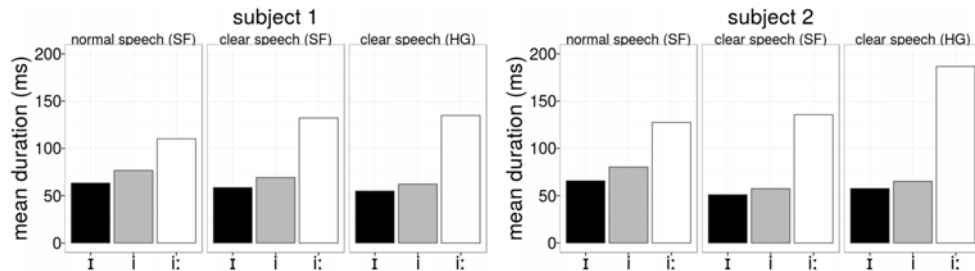 subject 1
normal speech (SF) clear speech (SF) clear speech (HG)
mean duration (ms)
200
150
100
50
0
ɪ i iː ɪ i iː ɪ i iː
subject 2
normal speech (SF) clear speech (SF) clear speech (HG)
mean duration (ms)
200
150
100
50
0
ɪ i iː ɪ i iː ɪ i iː